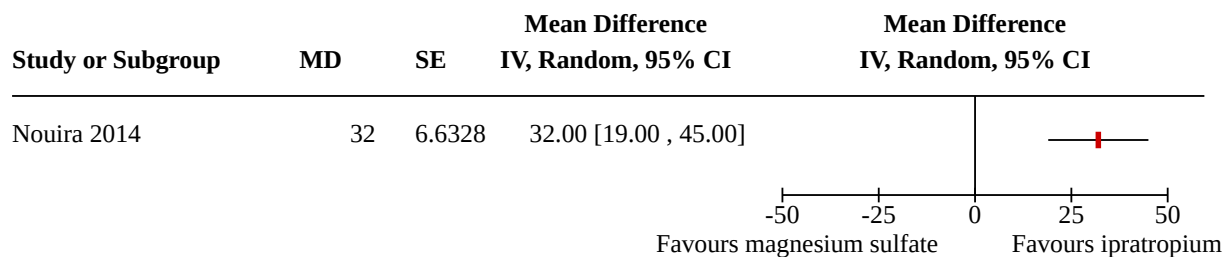 Mean Difference Mean Difference
Study or Subgroup MD SE IV, Random, 95% CI IV, Random, 95% CI
Nouira 2014 32 6.6328 32.00 [19.00 , 45.00]
-50 -25 0 25 50
Favours magnesium sulfate Favours ipratropium